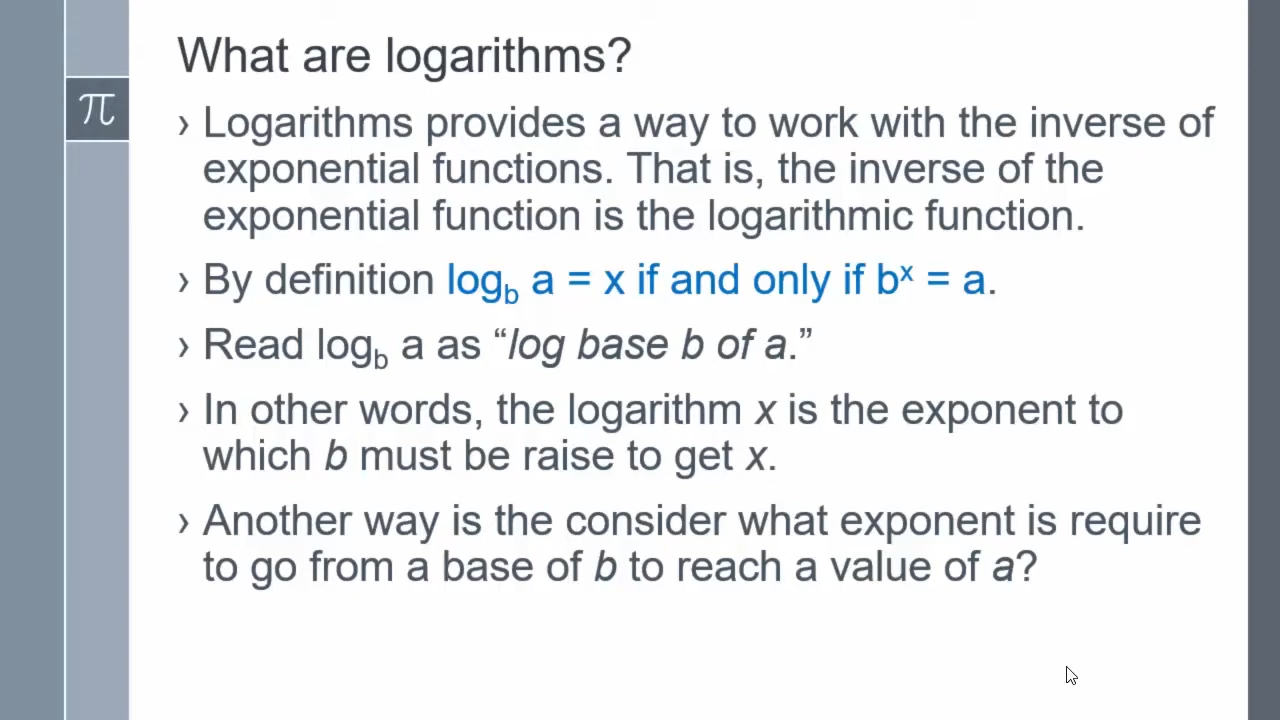 What are logarithms?
π
› Logarithms provides a way to work with the inverse of
exponential functions. That is, the inverse of the
exponential function is the logarithmic function.
› By definition log_b a = x if and only if b^x = a.
› Read log_b a as “log base b of a.”
› In other words, the logarithm x is the exponent to
which b must be raise to get x.
› Another way is the consider what exponent is require
to go from a base of b to reach a value of a?